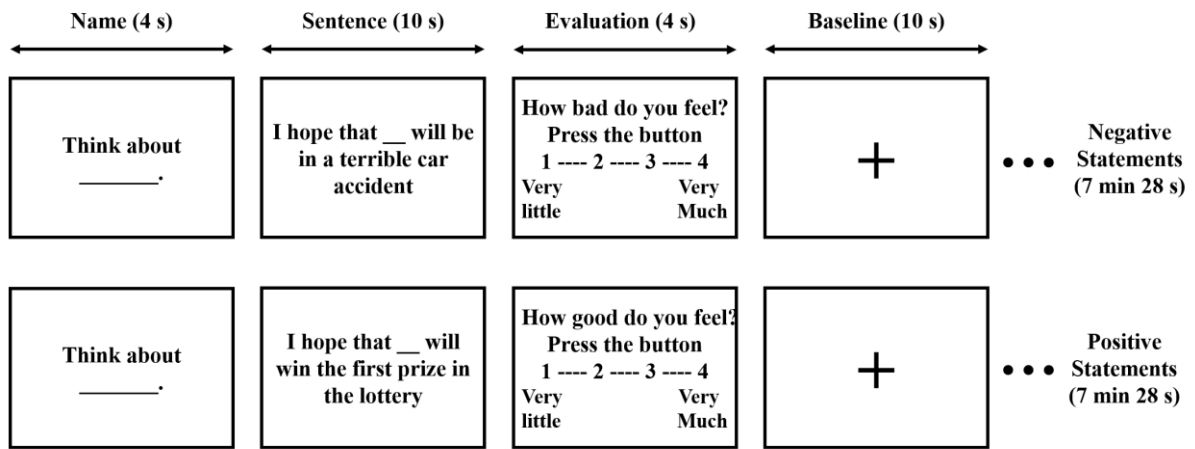 Name (4 s)
Sentence (10 s)
Evaluation (4 s)
Baseline (10 s)
Think about
_______.
I hope that __ will be
in a terrible car
accident
How bad do you feel?
Press the button
1 ---- 2 ---- 3 ---- 4
Very Very
little Much
+
•••
Negative
Statements
(7 min 28 s)
Think about
_______.
I hope that __ will
win the first prize in
the lottery
How good do you feel?
Press the button
1 ---- 2 ---- 3 ---- 4
Very Very
little Much
+
•••
Positive
Statements
(7 min 28 s)